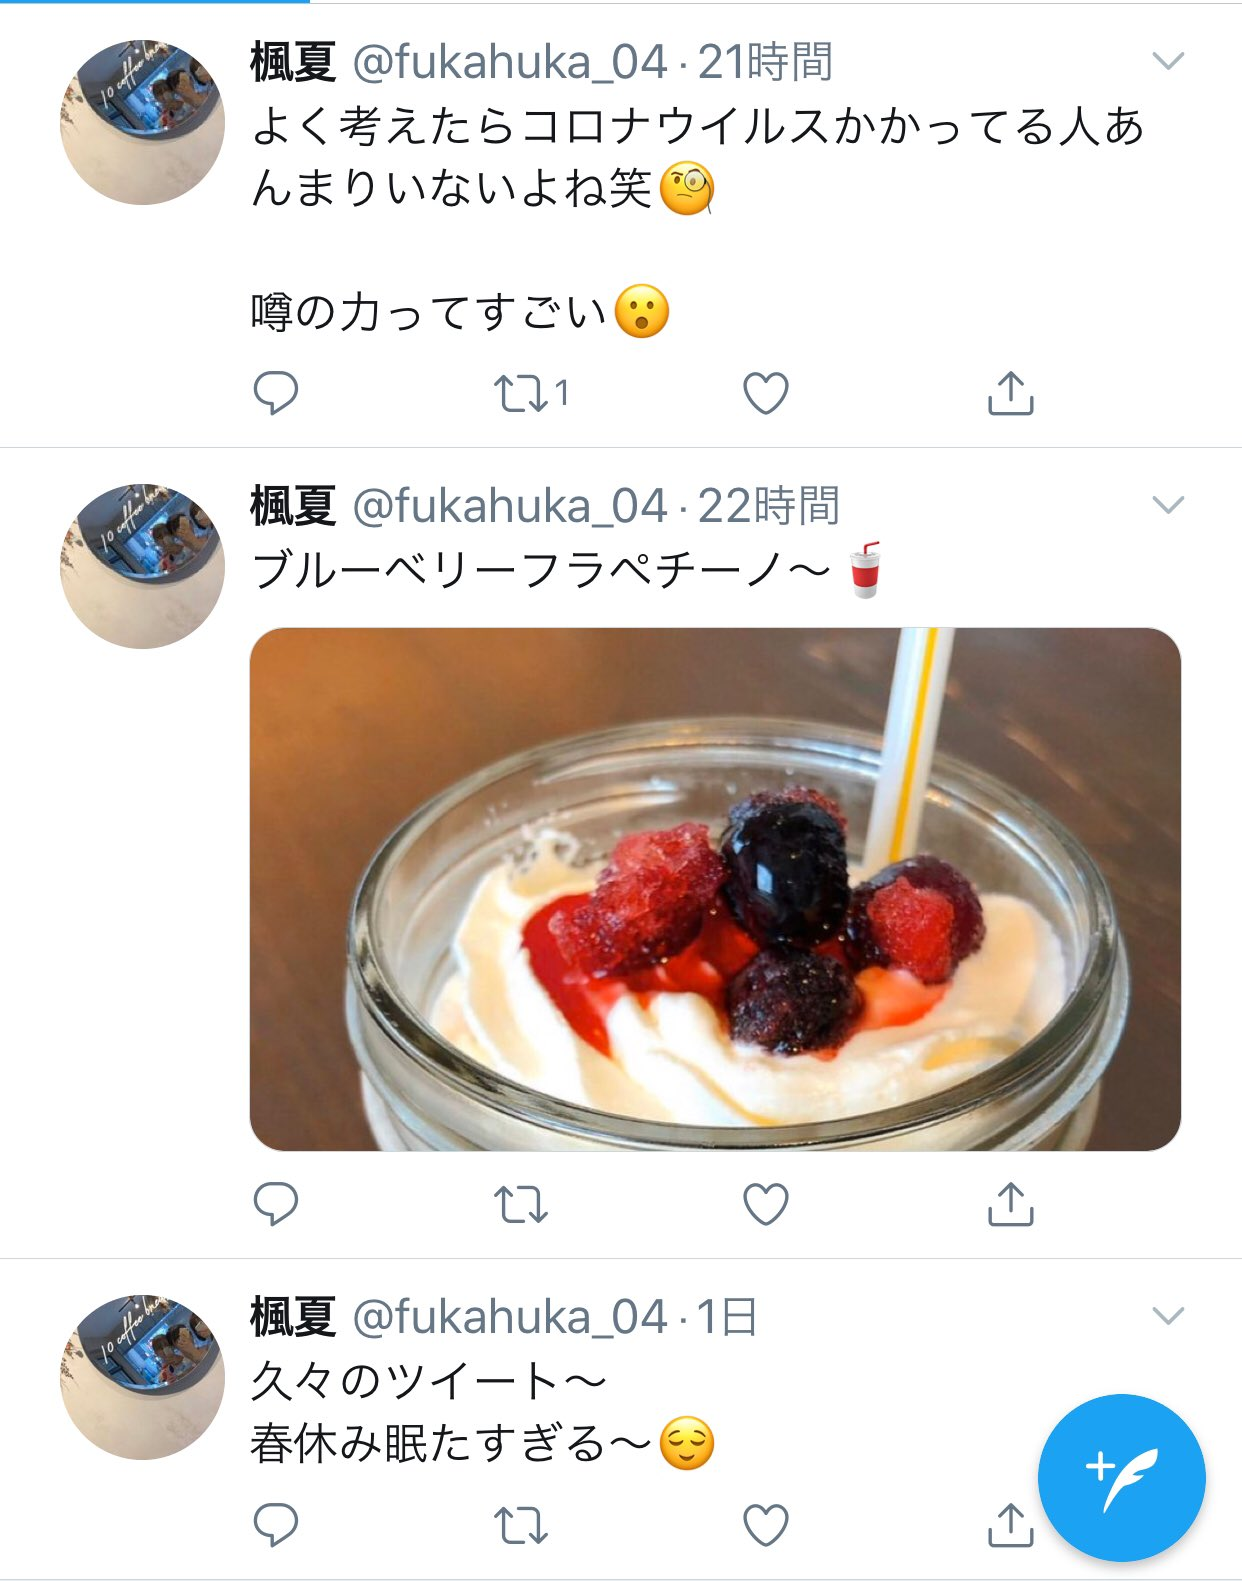 楓夏 @fukahuka_04 · 21時間
よく考えたらコロナウイルスかかってる人あ
んまりいないよね笑🧐
噂の力ってすごい😮
1
楓夏 @fukahuka_04 · 22時間
ブルーベリーフラペチーノ〜 🥤
楓夏 @fukahuka_04 · 1日
久々のツイート〜
春休み眠たすぎる〜😌